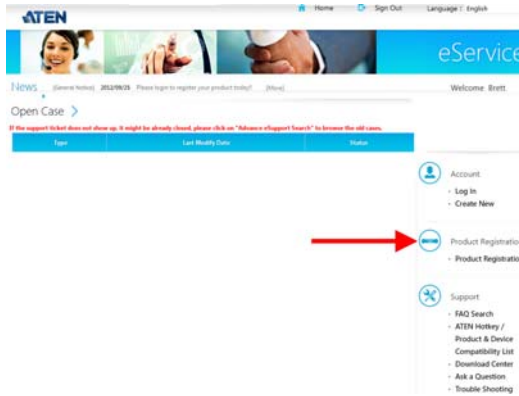 ATEN
Home Sign Out Language : English
eService
News [General Notice] 2012/09/25 Please login to register your product today!! [More]
Welcome Brett
Open Case
If the support ticket does not show up, it might be already closed, please click on "Advance eSupport Search" to browse the old cases.
Type Last Modify Date Status
Account
- Log In
- Create New
Product Registratio
- Product Registratio
Support
- FAQ Search
- ATEN Hotkey /
Product & Device
Compatibility List
- Download Center
- Ask a Question
- Trouble Shooting